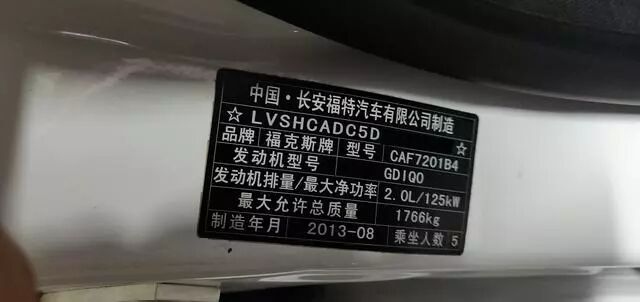 中国·长安福特汽车有限公司制造
☆LVSHCADC5D ☆
品牌 福克斯牌 型号 CAF7201B4
发动机型号 GDIQ0
发动机排量/最大净功率 2.0L/125kW
最大允许总质量 1766kg
制造年月 2013-08 乘坐人数 5